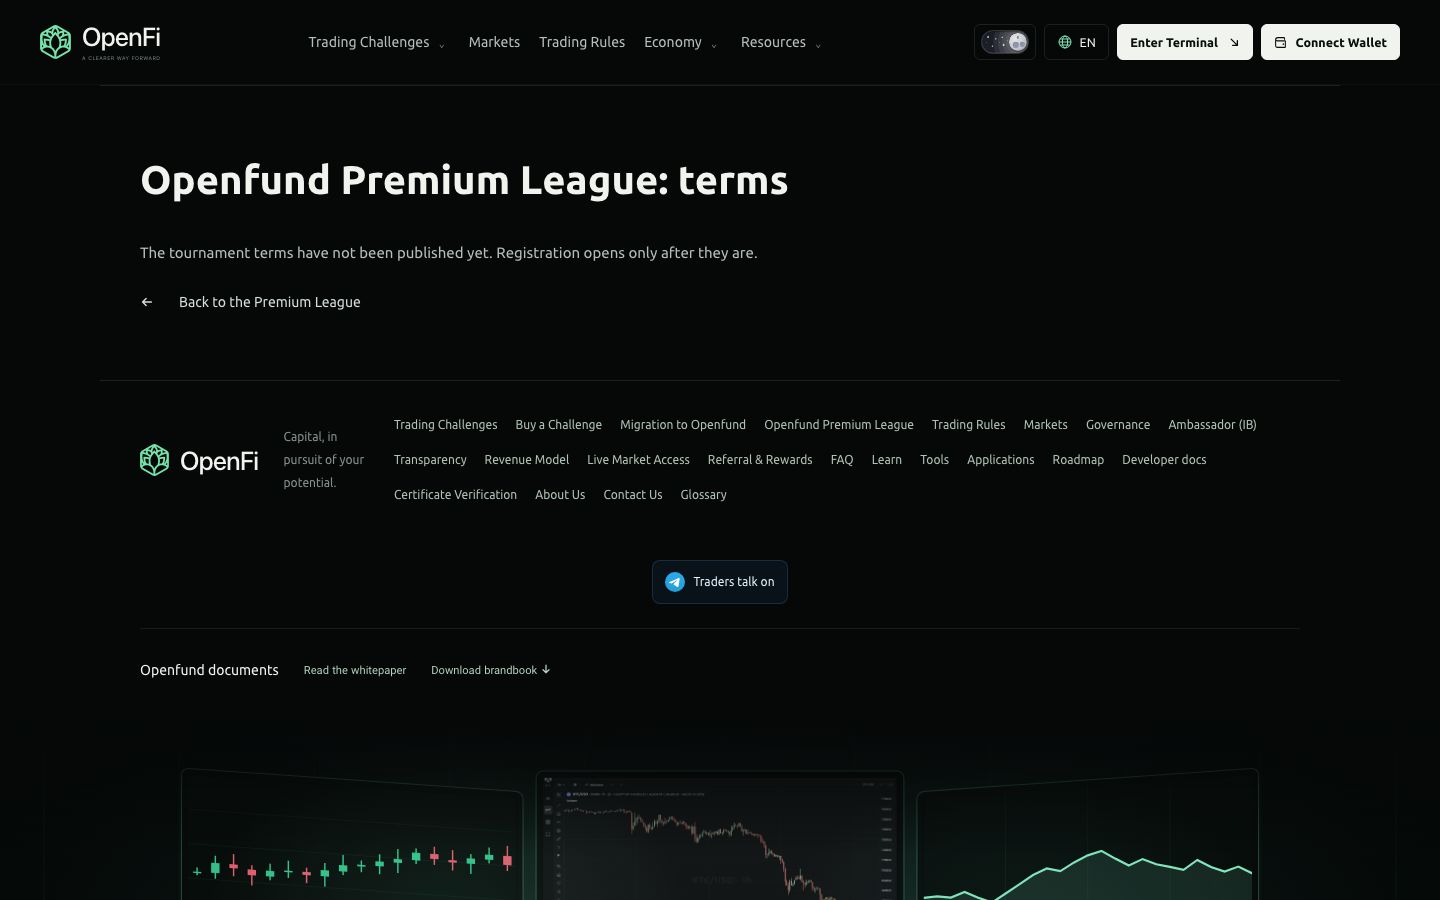 OpenFi
A CLEARER WAY FORWARD
Trading Challenges
Markets
Trading Rules
Economy
Resources
EN
Enter Terminal
Connect Wallet
Openfund Premium League: terms
The tournament terms have not been published yet. Registration opens only after they are.
Back to the Premium League
OpenFi
Capital, in
pursuit of your
potential.
Trading Challenges Buy a Challenge Migration to Openfund Openfund Premium League Trading Rules Markets Governance Ambassador (IB)
Transparency Revenue Model Live Market Access Referral & Rewards FAQ Learn Tools Applications Roadmap Developer docs
Certificate Verification About Us Contact Us Glossary
Traders talk on
Openfund documents Read the whitepaper Download brandbook